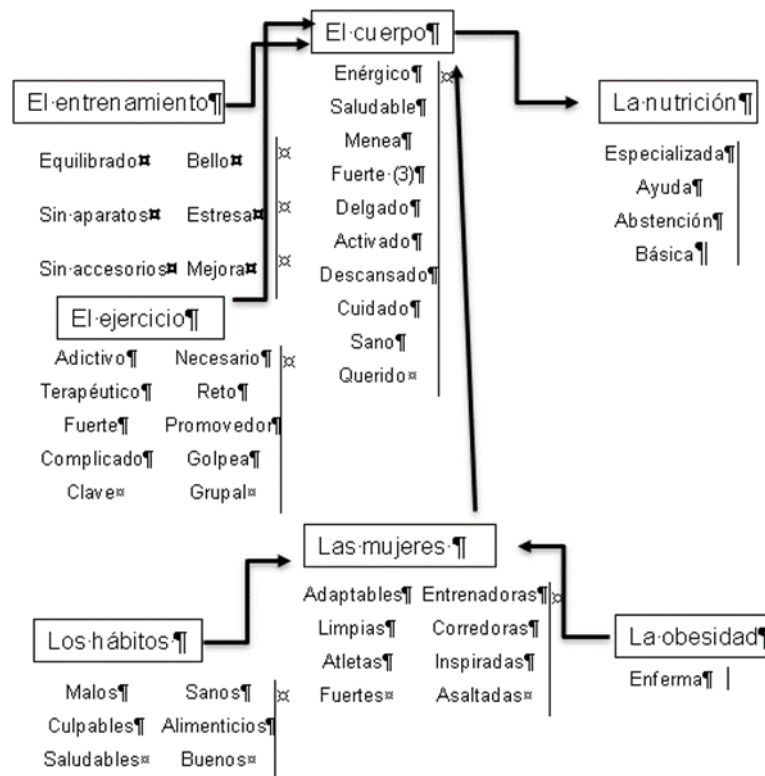 El·cuerpo¶
Enérgico¶ ¤
Saludable¶
Menea¶
Fuerte·(3)¶
Delgado¶
Activado¶
Descansado¶
Cuidado¶
Sano¶
Querido¤
El·entrenamiento¶
Equilibrado¤ Bello¤ ¤
Sin·aparatos¤ Estresa¤ ¤
Sin·accesorios¤ Mejora¤ ¤
La·nutrición¶
Especializada¶
Ayuda¶
Abstención¶
Básica¶
El·ejercicio¶
Adictivo¶ Necesario¶ ¤
Terapéutico¶ Reto¶
Fuerte¶ Promovedor¶
Complicado¶ Golpea¶
Clave¤ Grupal¤
Las·mujeres·¶
Adaptables¶ Entrenadoras¶ ¤
Limpias¶ Corredoras¶
Atletas¶ Inspiradas¶
Fuertes¤ Asaltadas¤
Los·hábitos·¶
Malos¶ Sanos¶ ¤
Culpables¶ Alimenticios¶
Saludables¤ Buenos¤
La·obesidad¶
Enferma¶